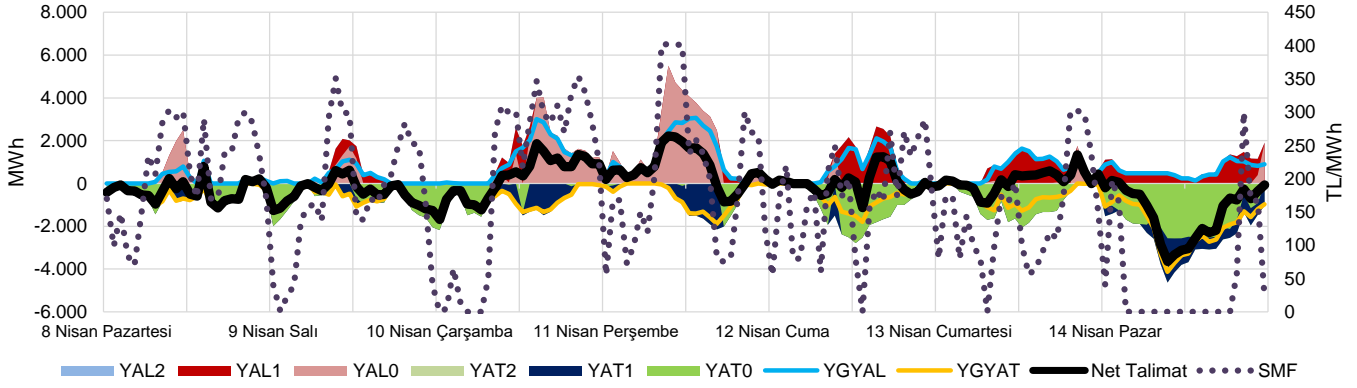 8.000
6.000
4.000
2.000
0
-2.000
-4.000
-6.000
MWh
450
400
350
300
250
200
150
100
50
0
TL/MWh
8 Nisan Pazartesi
9 Nisan Salı
10 Nisan Çarşamba
11 Nisan Perşembe
12 Nisan Cuma
13 Nisan Cumartesi
14 Nisan Pazar
YAL2 YAL1 YAL0 YAT2 YAT1 YAT0 YGYAL YGYAT Net Talimat SMF